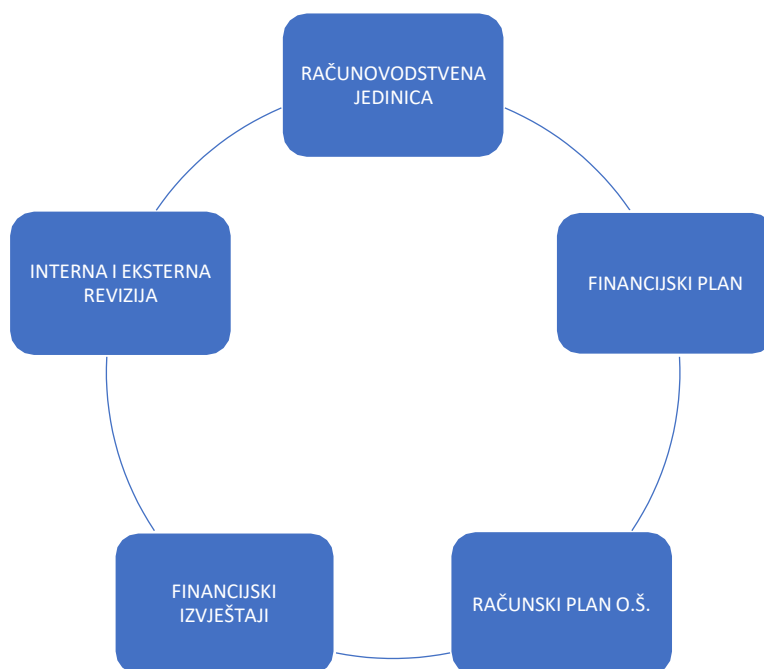 RAČUNOVODSTVENA
JEDINICA
FINANCIJSKI PLAN
RAČUNSKI PLAN O.Š.
FINANCIJSKI
IZVJEŠTAJI
INTERNA I EKSTERNA
REVIZIJA